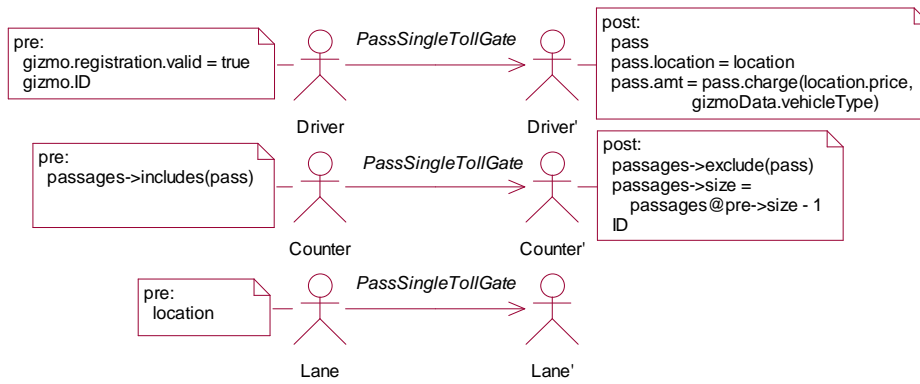 pre:
gizmo.registration.valid = true
gizmo.ID
PassSingleTollGate
post:
pass
pass.location = location
pass.amt = pass.charge(location.price,
gizmoData.vehicleType)
Driver
Driver'
pre:
passages->includes(pass)
PassSingleTollGate
post:
passages->exclude(pass)
passages->size =
passages@pre->size - 1
ID
Counter
Counter'
pre:
location
PassSingleTollGate
Lane
Lane'